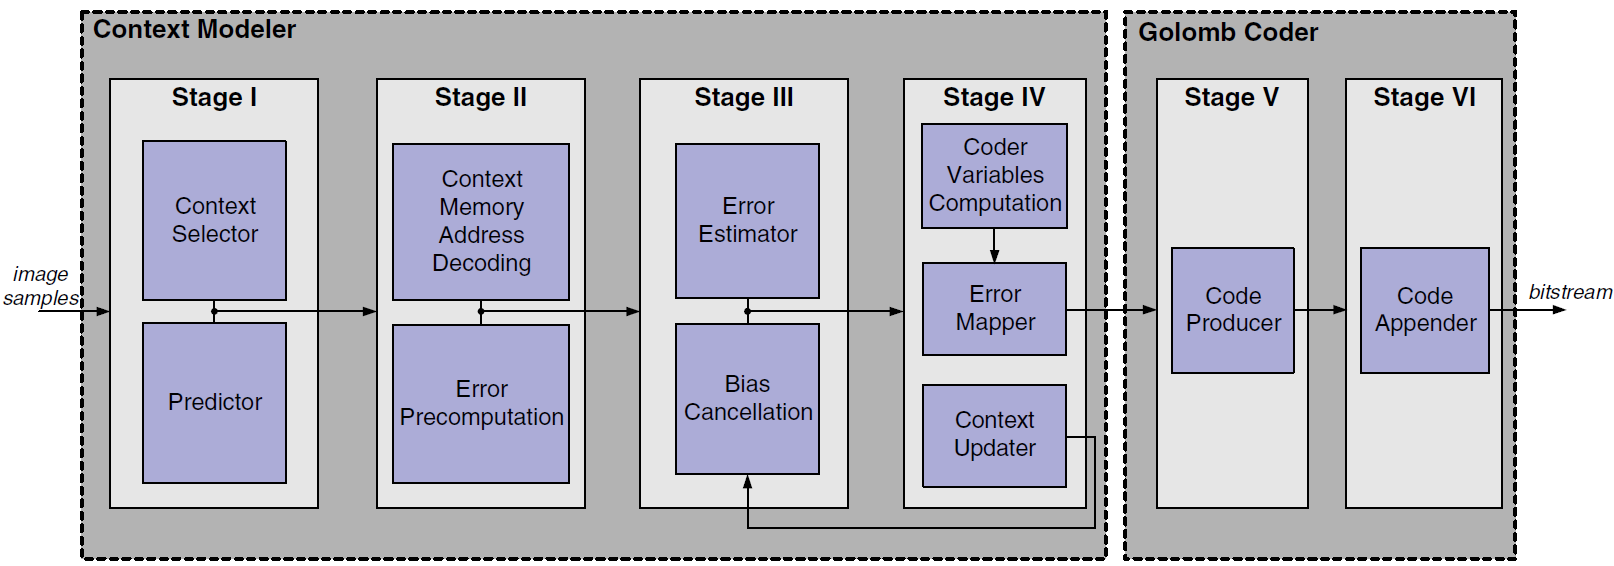 Context Modeler
Golomb Coder
Stage I
Stage II
Stage III
Stage IV
Stage V
Stage VI
image
samples
Context
Selector
Predictor
Context
Memory
Address
Decoding
Error
Precomputation
Error
Estimator
Bias
Cancellation
Coder
Variables
Computation
Error
Mapper
Context
Updater
Code
Producer
Code
Appender
bitstream